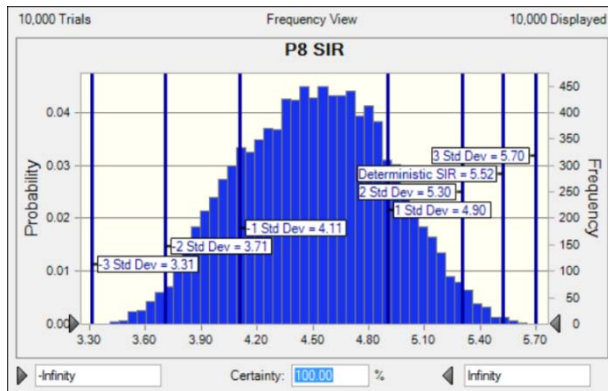 10,000 Trials Frequency View 10,000 Displayed
P8 SIR
Probability
0.04
0.03
0.02
0.01
0.00
450
400
350
300
250
200
150
100
50
0
Frequency
3 Std Dev = 5.70
Deterministic SIR = 5.52
2 Std Dev = 5.30
1 Std Dev = 4.90
-1 Std Dev = 4.11
-2 Std Dev = 3.71
-3 Std Dev = 3.31
3.30 3.60 3.90 4.20 4.50 4.80 5.10 5.40 5.70
-Infinity Certainty: 100.00 % Infinity